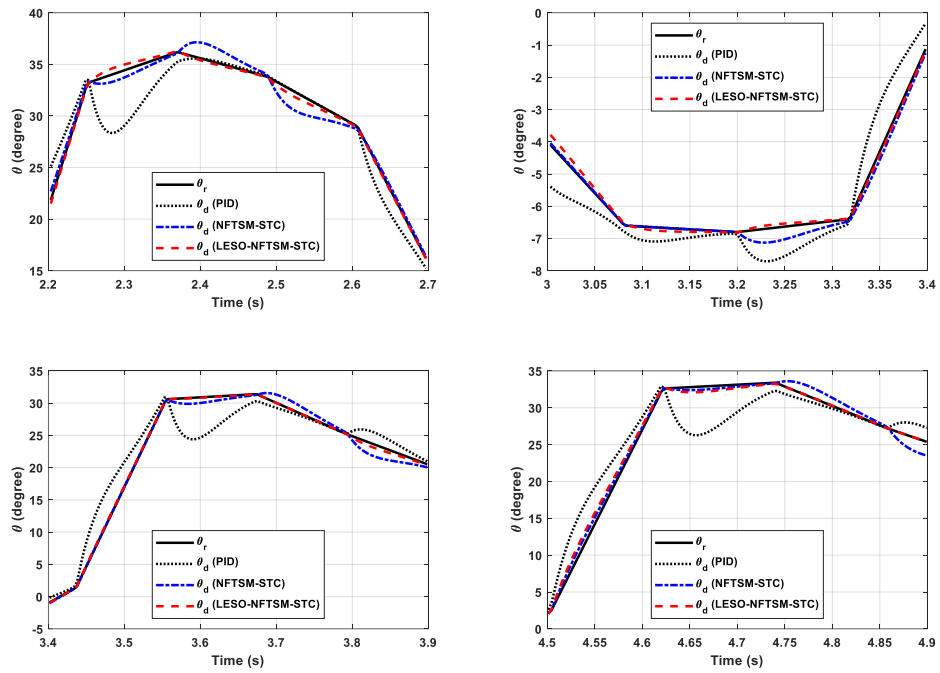 40
35
30
25
20
15
θ (degree)
2.2 2.3 2.4 2.5 2.6 2.7
Time (s)
θr
θd (PID)
θd (NFTSM-STC)
θd (LESO-NFTSM-STC)
0
-1
-2
-3
-4
-5
-6
-7
-8
θ (degree)
3 3.05 3.1 3.15 3.2 3.25 3.3 3.35 3.4
Time (s)
θr
θd (PID)
θd (NFTSM-STC)
θd (LESO-NFTSM-STC)
35
30
25
20
15
10
5
0
-5
θ (degree)
3.4 3.5 3.6 3.7 3.8 3.9
Time (s)
θr
θd (PID)
θd (NFTSM-STC)
θd (LESO-NFTSM-STC)
35
30
25
20
15
10
5
0
θ (degree)
4.5 4.55 4.6 4.65 4.7 4.75 4.8 4.85 4.9
Time (s)
θr
θd (PID)
θd (NFTSM-STC)
θd (LESO-NFTSM-STC)